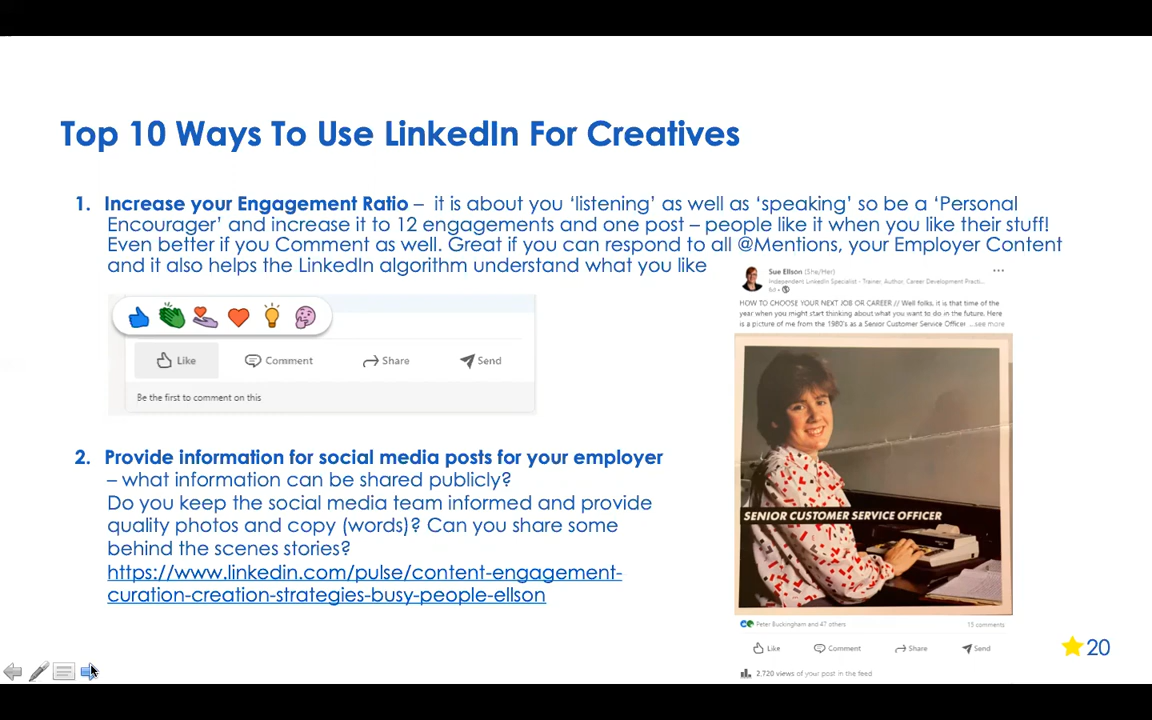 Top 10 Ways To Use LinkedIn For Creatives
1. Increase your Engagement Ratio – it is about you ‘listening’ as well as ‘speaking’ so be a ‘Personal
Encourager’ and increase it to 12 engagements and one post – people like it when you like their stuff!
Even better if you Comment as well. Great if you can respond to all @Mentions, your Employer Content
and it also helps the LinkedIn algorithm understand what you like
Like Comment Share Send
Be the first to comment on this
2. Provide information for social media posts for your employer
– what information can be shared publicly?
Do you keep the social media team informed and provide
quality photos and copy (words)? Can you share some
behind the scenes stories?
https://www.linkedin.com/pulse/content-engagement-
curation-creation-strategies-busy-people-ellson
Sue Ellson (She/Her)
Independent LinkedIn Specialist - Trainer, Author, Career Development Practi...
HOW TO CHOOSE YOUR NEXT JOB OR CAREER // Well folks, it is that time of the
year when you might start thinking about what you want to do in the future. Here
is a picture of me from the 1980's as a Senior Customer Service Officer ...see more
SENIOR CUSTOMER SERVICE OFFICER
Peter Buckingham and 47 others 15 comments
Like Comment Share Send
2,720 views of your post in the feed
20